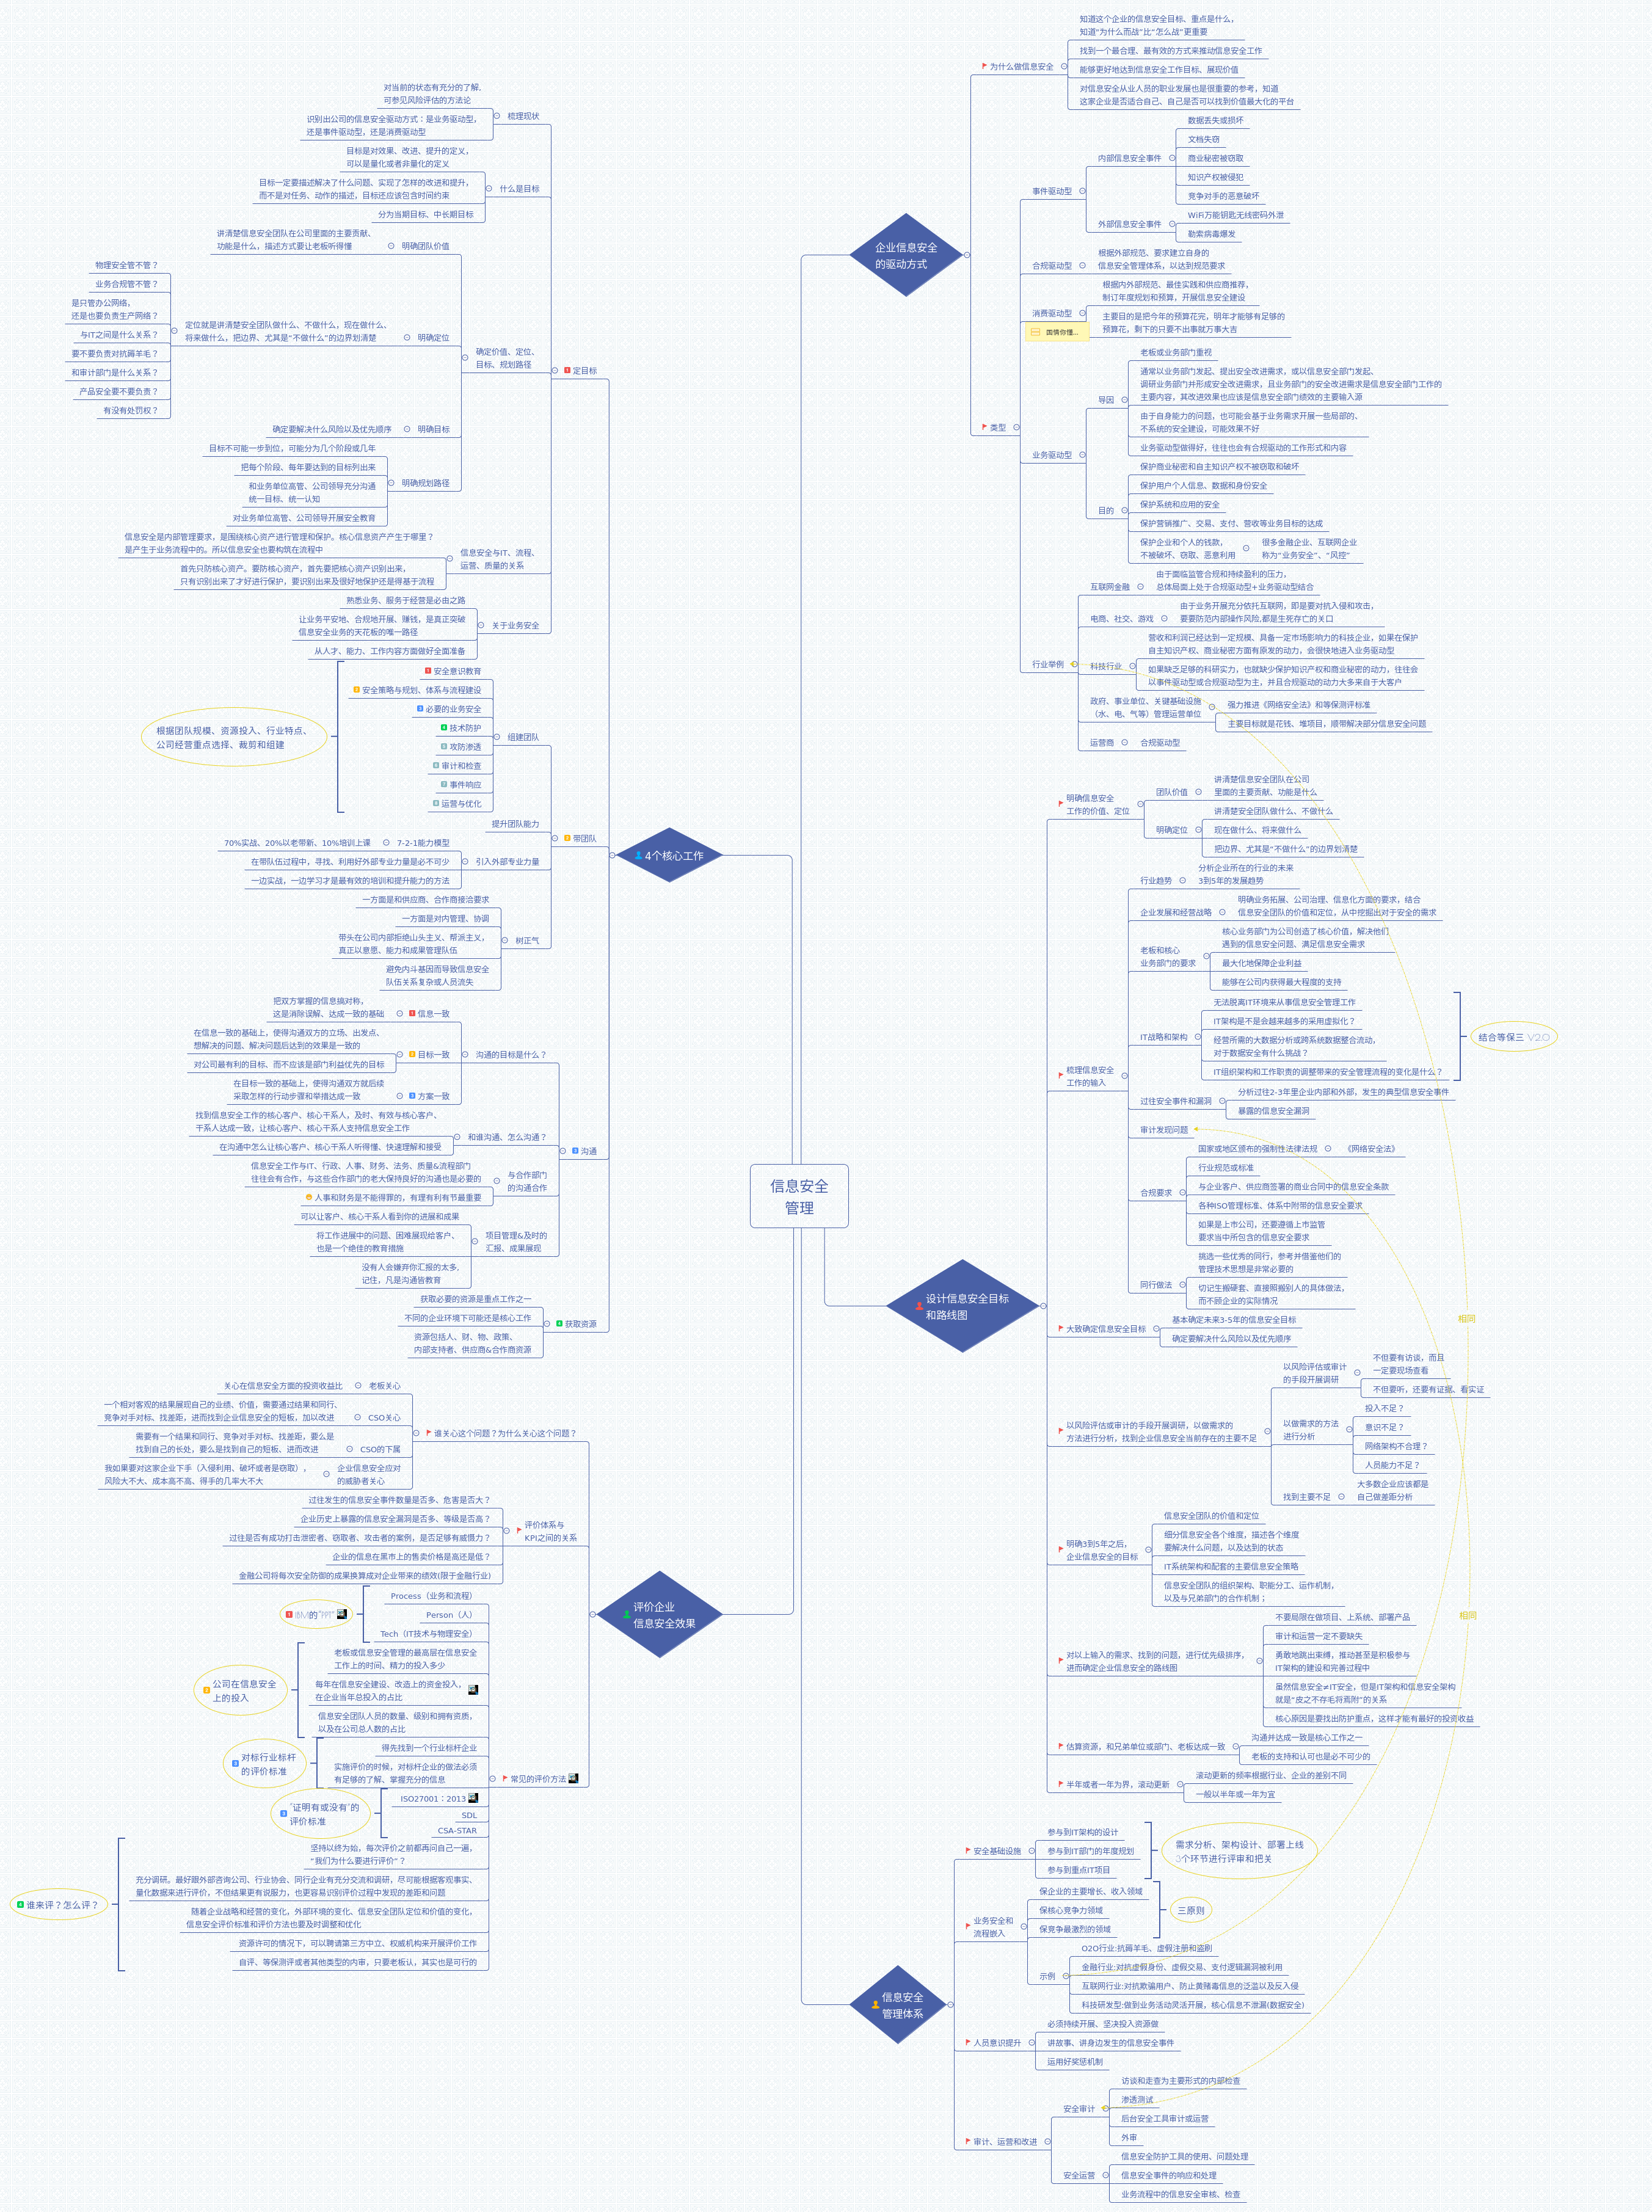 信息安全
管理
企业信息安全
的驱动方式
为什么做信息安全
知道这个企业的信息安全目标、重点是什么，
知道“为什么而战”比“怎么战”更重要
找到一个最合理、最有效的方式来推动信息安全工作
能够更好地达到信息安全工作目标、展现价值
对信息安全从业人员的职业发展也是很重要的参考，知道
这家企业是否适合自己、自己是否可以找到价值最大化的平台
类型
事件驱动型
内部信息安全事件
数据丢失或损坏
文档失窃
商业秘密被窃取
知识产权被侵犯
竞争对手的恶意破坏
外部信息安全事件
WiFi万能钥匙无线密码外泄
勒索病毒爆发
合规驱动型
根据外部规范、要求建立自身的
信息安全管理体系，以达到规范要求
消费驱动型
国情你懂...
根据内外部规范、最佳实践和供应商推荐，
制订年度规划和预算，开展信息安全建设
主要目的是把今年的预算花完，明年才能够有足够的
预算花，剩下的只要不出事就万事大吉
业务驱动型
导因
老板或业务部门重视
通常以业务部门发起、提出安全改进需求，或以信息安全部门发起、
调研业务部门并形成安全改进需求，且业务部门的安全改进需求是信息安全部门工作的
主要内容，其改进效果也应该是信息安全部门绩效的主要输入源
由于自身能力的问题，也可能会基于业务需求开展一些局部的、
不系统的安全建设，可能效果不好
业务驱动型做得好，往往也会有合规驱动的工作形式和内容
目的
保护商业秘密和自主知识产权不被窃取和破坏
保护用户个人信息、数据和身份安全
保护系统和应用的安全
保护营销推广、交易、支付、营收等业务目标的达成
保护企业和个人的钱款，
不被破坏、窃取、恶意利用
很多金融企业、互联网企业
称为“业务安全”、“风控”
行业举例
互联网金融
由于面临监管合规和持续盈利的压力，
总体局面上处于合规驱动型+业务驱动型结合
电商、社交、游戏
由于业务开展充分依托互联网，即是要对抗入侵和攻击，
要要防范内部操作风险,都是生死存亡的关口
科技行业
营收和利润已经达到一定规模、具备一定市场影响力的科技企业，如果在保护
自主知识产权、商业秘密方面有原发的动力，会很快地进入业务驱动型
如果缺乏足够的科研实力，也就缺少保护知识产权和商业秘密的动力，往往会
以事件驱动型或合规驱动型为主，并且合规驱动的动力大多来自于大客户
政府、事业单位、关键基础设施
（水、电、气等）管理运营单位
强力推进《网络安全法》和等保测评标准
主要目标就是花钱、堆项目，顺带解决部分信息安全问题
运营商
合规驱动型
设计信息安全目标
和路线图
明确信息安全
工作的价值、定位
团队价值
讲清楚信息安全团队在公司
里面的主要贡献、功能是什么
明确定位
讲清楚安全团队做什么、不做什么
现在做什么、将来做什么
把边界、尤其是“不做什么”的边界划清楚
梳理信息安全
工作的输入
行业趋势
分析企业所在的行业的未来
3到5年的发展趋势
企业发展和经营战略
明确业务拓展、公司治理、信息化方面的要求，结合
信息安全团队的价值和定位，从中挖掘出对于安全的需求
老板和核心
业务部门的要求
核心业务部门为公司创造了核心价值，解决他们
遇到的信息安全问题、满足信息安全需求
最大化地保障企业利益
能够在公司内获得最大程度的支持
IT战略和架构
无法脱离IT环境来从事信息安全管理工作
IT架构是不是会越来越多的采用虚拟化？
经营所需的大数据分析或跨系统数据整合流动，
对于数据安全有什么挑战？
IT组织架构和工作职责的调整带来的安全管理流程的变化是什么？
结合等保三 V2.0
过往安全事件和漏洞
分析过往2-3年里企业内部和外部，发生的典型信息安全事件
暴露的信息安全漏洞
审计发现问题
合规要求
国家或地区颁布的强制性法律法规
《网络安全法》
行业规范或标准
与企业客户、供应商签署的商业合同中的信息安全条款
各种ISO管理标准、体系中附带的信息安全要求
如果是上市公司，还要遵循上市监管
要求当中所包含的信息安全要求
同行做法
挑选一些优秀的同行，参考并借鉴他们的
管理技术思想是非常必要的
切记生搬硬套、直接照搬别人的具体做法，
而不顾企业的实际情况
相同
大致确定信息安全目标
基本确定未来3-5年的信息安全目标
确定要解决什么风险以及优先顺序
以风险评估或审计的手段开展调研，以做需求的
方法进行分析，找到企业信息安全当前存在的主要不足
以风险评估或审计
的手段开展调研
不但要有访谈，而且
一定要现场查看
不但要听，还要有证据、看实证
以做需求的方法
进行分析
投入不足？
意识不足？
网络架构不合理？
人员能力不足？
找到主要不足
大多数企业应该都是
自己做差距分析
明确3到5年之后，
企业信息安全的目标
信息安全团队的价值和定位
细分信息安全各个维度，描述各个维度
要解决什么问题，以及达到的状态
IT系统架构和配套的主要信息安全策略
信息安全团队的组织架构、职能分工、运作机制，
以及与兄弟部门的合作机制；
相同
对以上输入的需求、找到的问题，进行优先级排序，
进而确定企业信息安全的路线图
不要局限在做项目、上系统、部署产品
审计和运营一定不要缺失
勇敢地跳出束缚，推动甚至是积极参与
IT架构的建设和完善过程中
虽然信息安全≠IT安全，但是IT架构和信息安全架构
就是“皮之不存毛将焉附”的关系
核心原因是要找出防护重点，这样才能有最好的投资收益
估算资源，和兄弟单位或部门、老板达成一致
沟通并达成一致是核心工作之一
老板的支持和认可也是必不可少的
半年或者一年为界，滚动更新
滚动更新的频率根据行业、企业的差别不同
一般以半年或一年为宜
信息安全
管理体系
安全基础设施
参与到IT架构的设计
参与到IT部门的年度规划
参与到重点IT项目
需求分析、架构设计、部署上线
3个环节进行评审和把关
业务安全和
流程嵌入
保企业的主要增长、收入领域
保核心竞争力领域
保竞争最激烈的领域
三原则
示例
O2O行业:抗薅羊毛、虚假注册和盗刷
金融行业:对抗虚假身份、虚假交易、支付逻辑漏洞被利用
互联网行业:对抗欺骗用户、防止黄赌毒信息的泛滥以及反入侵
科技研发型:做到业务活动灵活开展，核心信息不泄漏(数据安全)
人员意识提升
必须持续开展、坚决投入资源做
讲故事、讲身边发生的信息安全事件
运用好奖惩机制
审计、运营和改进
安全审计
访谈和走查为主要形式的内部检查
渗透测试
后台安全工具审计或运营
外审
安全运营
信息安全防护工具的使用、问题处理
信息安全事件的响应和处理
业务流程中的信息安全审核、检查
4个核心工作
定目标
梳理现状
对当前的状态有充分的了解，
可参见风险评估的方法论
识别出公司的信息安全驱动方式：是业务驱动型，
还是事件驱动型，还是消费驱动型
什么是目标
目标是对效果、改进、提升的定义，
可以是量化或者非量化的定义
目标一定要描述解决了什么问题、实现了怎样的改进和提升，
而不是对任务、动作的描述，目标还应该包含时间约束
分为当期目标、中长期目标
确定价值、定位、
目标、规划路径
明确团队价值
讲清楚信息安全团队在公司里面的主要贡献、
功能是什么，描述方式要让老板听得懂
明确定位
定位就是讲清楚安全团队做什么、不做什么，现在做什么、
将来做什么，把边界、尤其是“不做什么”的边界划清楚
物理安全管不管？
业务合规管不管？
是只管办公网络，
还是也要负责生产网络？
与IT之间是什么关系？
要不要负责对抗薅羊毛？
和审计部门是什么关系？
产品安全要不要负责？
有没有处罚权？
明确目标
确定要解决什么风险以及优先顺序
明确规划路径
目标不可能一步到位，可能分为几个阶段或几年
把每个阶段、每年要达到的目标列出来
和业务单位高管、公司领导充分沟通
统一目标、统一认知
对业务单位高管、公司领导开展安全教育
信息安全与IT、流程、
运营、质量的关系
信息安全是内部管理要求，是围绕核心资产进行管理和保护。核心信息资产产生于哪里？
是产生于业务流程中的。所以信息安全也要构筑在流程中
首先只防核心资产。要防核心资产，首先要把核心资产识别出来，
只有识别出来了才好进行保护，要识别出来及很好地保护还是得基于流程
关于业务安全
熟悉业务、服务于经营是必由之路
让业务平安地、合规地开展、赚钱，是真正突破
信息安全业务的天花板的唯一路径
从人才、能力、工作内容方面做好全面准备
带团队
组建团队
安全意识教育
安全策略与规划、体系与流程建设
必要的业务安全
技术防护
攻防渗透
审计和检查
事件响应
运营与优化
根据团队规模、资源投入、行业特点、
公司经营重点选择、裁剪和组建
提升团队能力
引入外部专业力量
7-2-1能力模型
70%实战、20%以老带新、10%培训上课
在带队伍过程中，寻找、利用好外部专业力量是必不可少
一边实战，一边学习才是最有效的培训和提升能力的方法
树正气
一方面是和供应商、合作商接洽要求
一方面是对内管理、协调
带头在公司内部拒绝山头主义、帮派主义，
真正以意愿、能力和成果管理队伍
避免内斗基因而导致信息安全
队伍关系复杂或人员流失
沟通
沟通的目标是什么？
信息一致
把双方掌握的信息搞对称，
这是消除误解、达成一致的基础
目标一致
在信息一致的基础上，使得沟通双方的立场、出发点、
想解决的问题、解决问题后达到的效果是一致的
对公司最有利的目标、而不应该是部门利益优先的目标
方案一致
在目标一致的基础上，使得沟通双方就后续
采取怎样的行动步骤和举措达成一致
和谁沟通、怎么沟通？
找到信息安全工作的核心客户、核心干系人，及时、有效与核心客户、
干系人达成一致，让核心客户、核心干系人支持信息安全工作
在沟通中怎么让核心客户、核心干系人听得懂、快速理解和接受
与合作部门
的沟通合作
信息安全工作与IT、行政、人事、财务、法务、质量&流程部门
往往会有合作，与这些合作部门的老大保持良好的沟通也是必要的
人事和财务是不能得罪的，有理有利有节最重要
项目管理&及时的
汇报、成果展现
可以让客户、核心干系人看到你的进展和成果
将工作进展中的问题、困难展现给客户、
也是一个绝佳的教育措施
没有人会嫌弃你汇报的太多，
记住，凡是沟通皆教育
获取资源
获取必要的资源是重点工作之一
不同的企业环境下可能还是核心工作
资源包括人、财、物、政策、
内部支持者、供应商&合作商资源
评价企业
信息安全效果
谁关心这个问题？为什么关心这个问题？
老板关心
关心在信息安全方面的投资收益比
CSO关心
一个相对客观的结果展现自己的业绩、价值，需要通过结果和同行、
竞争对手对标、找差距，进而找到企业信息安全的短板，加以改进
CSO的下属
需要有一个结果和同行、竞争对手对标、找差距，要么是
找到自己的长处，要么是找到自己的短板、进而改进
企业信息安全应对
的威胁者关心
我如果要对这家企业下手（入侵利用、破坏或者是窃取），
风险大不大、成本高不高、得手的几率大不大
评价体系与
KPI之间的关系
过往发生的信息安全事件数量是否多、危害是否大？
企业历史上暴露的信息安全漏洞是否多、等级是否高？
过往是否有成功打击泄密者、窃取者、攻击者的案例，是否足够有威慑力？
企业的信息在黑市上的售卖价格是高还是低？
金融公司将每次安全防御的成果换算成对企业带来的绩效(限于金融行业)
常见的评价方法
IBM的“PPT”
Process（业务和流程）
Person（人）
Tech（IT技术与物理安全）
公司在信息安全
上的投入
老板或信息安全管理的最高层在信息安全
工作上的时间、精力的投入多少
每年在信息安全建设、改造上的资金投入，
在企业当年总投入的占比
信息安全团队人员的数量、级别和拥有资质，
以及在公司总人数的占比
对标行业标杆
的评价标准
得先找到一个行业标杆企业
实施评价的时候，对标杆企业的做法必须
有足够的了解、掌握充分的信息
“证明有或没有”的
评价标准
ISO27001：2013
SDL
CSA-STAR
谁来评？怎么评？
坚持以终为始，每次评价之前都再问自己一遍，
“我们为什么要进行评价”？
充分调研。最好跟外部咨询公司、行业协会、同行企业有充分交流和调研，尽可能根据客观事实、
量化数据来进行评价，不但结果更有说服力，也更容易识别评价过程中发现的差距和问题
随着企业战略和经营的变化，外部环境的变化、信息安全团队定位和价值的变化，
信息安全评价标准和评价方法也要及时调整和优化
资源许可的情况下，可以聘请第三方中立、权威机构来开展评价工作
自评、等保测评或者其他类型的内审，只要老板认，其实也是可行的